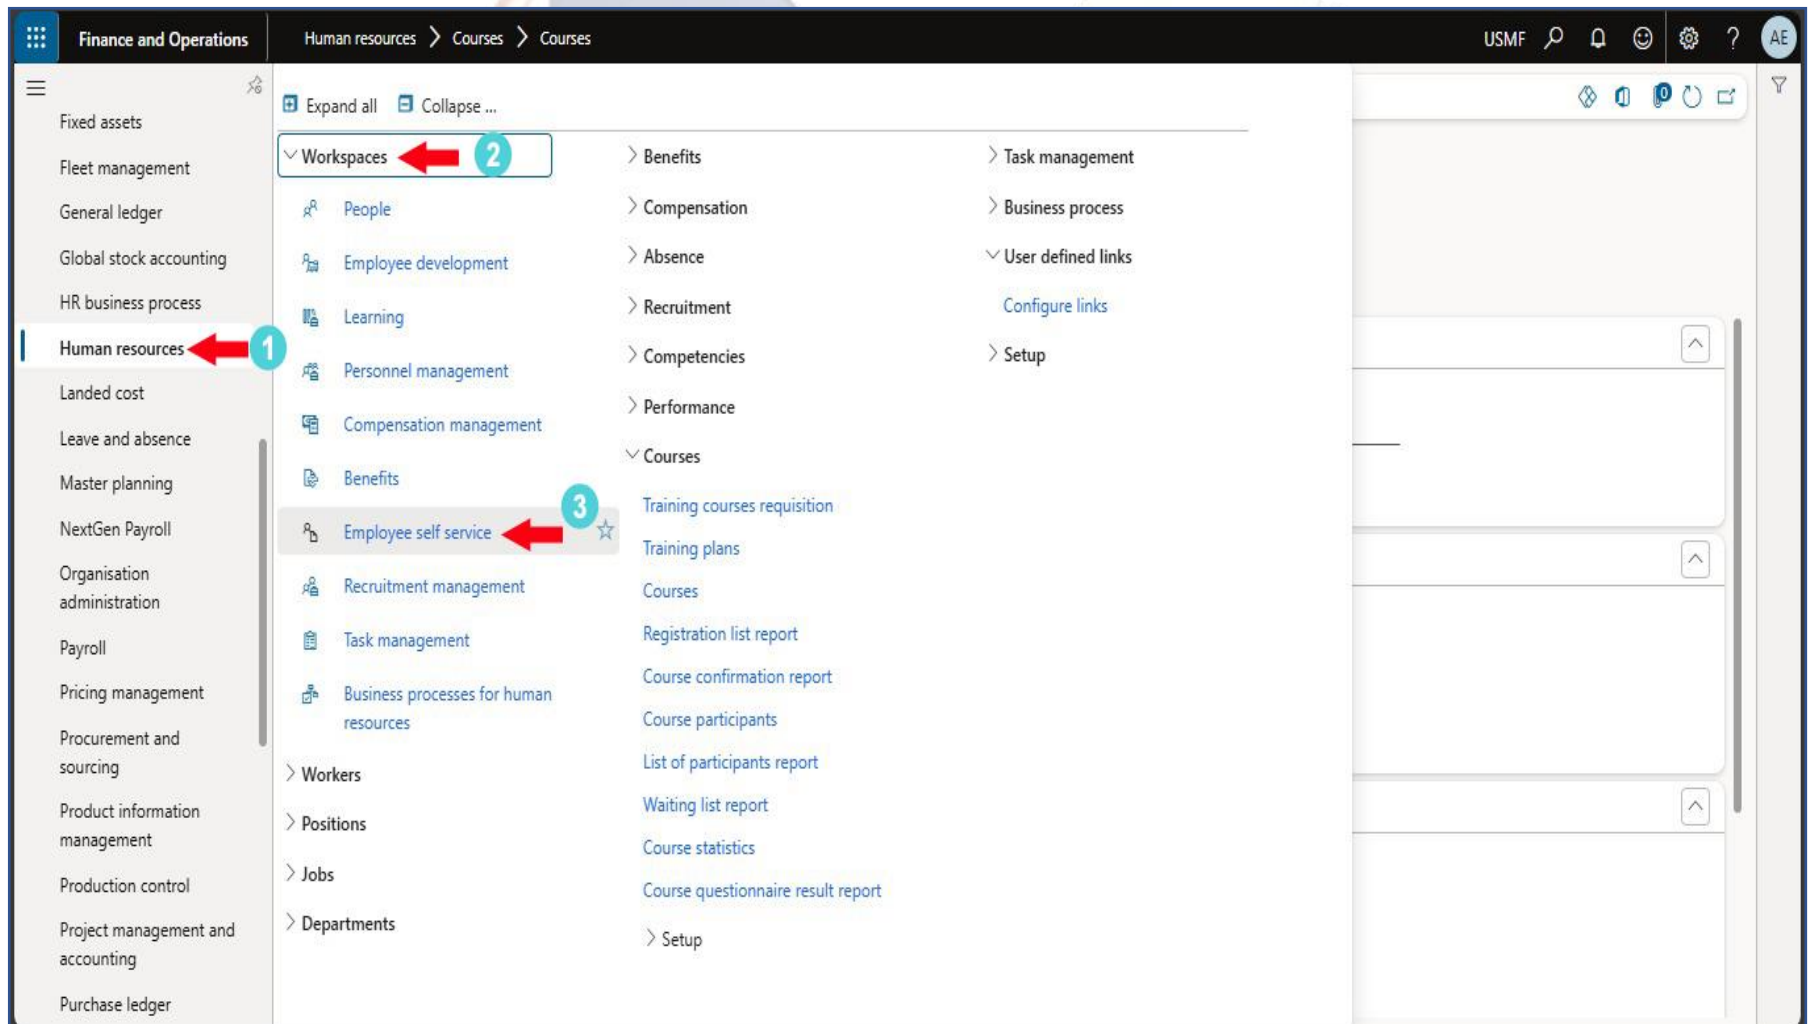 Finance and Operations
Human resources > Courses > Courses
USMF
?
AE
Fixed assets
Fleet management
General ledger
Global stock accounting
HR business process
Human resources
1
Landed cost
Leave and absence
Master planning
NextGen Payroll
Organisation
administration
Payroll
Pricing management
Procurement and
sourcing
Product information
management
Production control
Project management and
accounting
Purchase ledger
Expand all
Collapse ...
Workspaces
2
People
Employee development
Learning
Personnel management
Compensation management
Benefits
Employee self service
3
Recruitment management
Task management
Business processes for human
resources
Workers
Positions
Jobs
Departments
Benefits
Compensation
Absence
Recruitment
Competencies
Performance
Courses
Training courses requisition
Training plans
Courses
Registration list report
Course confirmation report
Course participants
List of participants report
Waiting list report
Course statistics
Course questionnaire result report
Setup
Task management
Business process
User defined links
Configure links
Setup
0